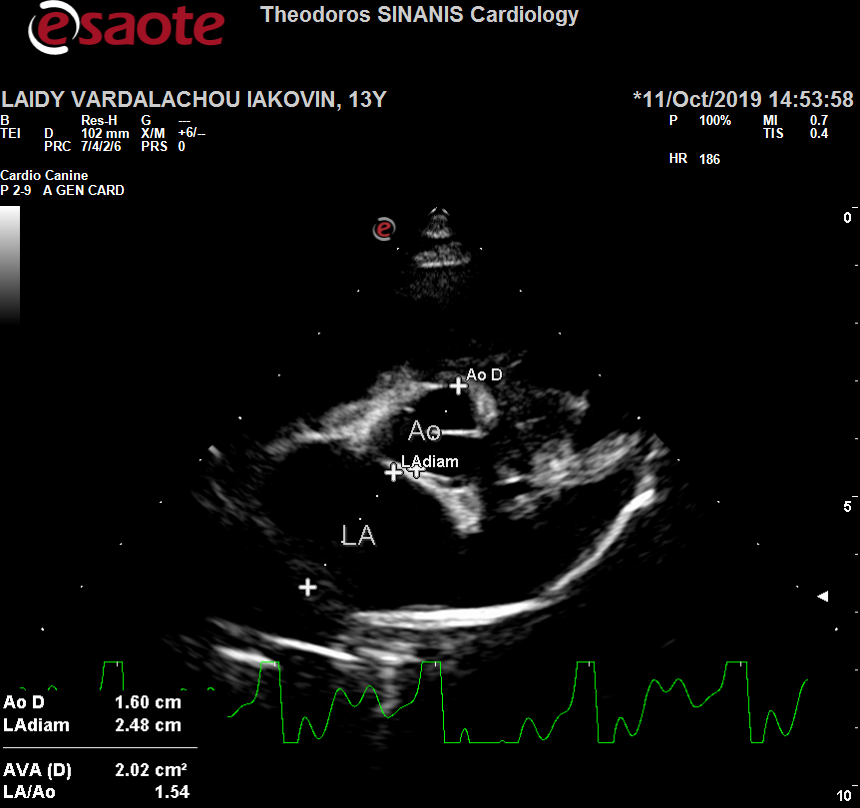 esaote
Theodoros SINANIS Cardiology
LAIDY VARDALACHOU IAKOVIN, 13Y
*11/Oct/2019 14:53:58
B Res-H G ---
TEI D 102 mm X/M +6/--
PRC 7/4/2/6 PRS 0
P 100% MI 0.7
TIS 0.4
HR 186
Cardio Canine
P 2-9 A GEN CARD
0
e
Ao D
Ao
LAdiam
5
LA
Ao D 1.60 cm
LAdiam 2.48 cm
AVA (D) 2.02 cm²
LA/Ao 1.54
10